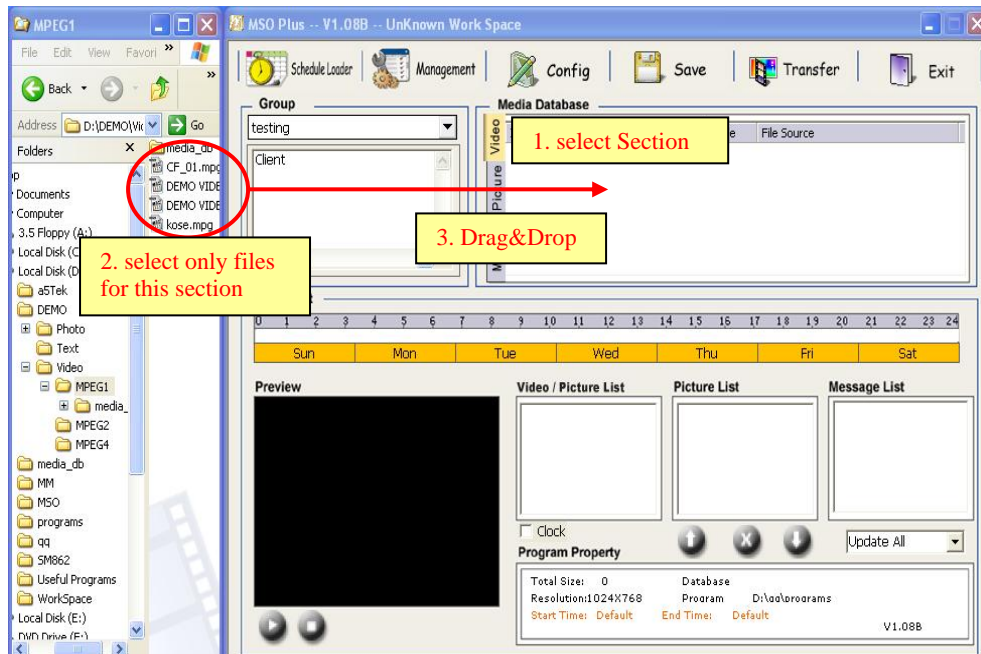 MPEG1
File Edit View Favori »
Back »
Address D:\DEMO\Vi Go
Folders X
Documents
Computer
3.5 Floppy (A:)
Local Disk (C
Local Disk (D
a5Tek
DEMO
Photo
Text
Video
MPEG1
media_
MPEG2
MPEG4
media_db
MM
MSO
programs
qq
SM862
Useful Programs
WorkSpace
Local Disk (E:)
DVD Drive (F:)
media_db
CF_01.mpg
DEMO VIDE
DEMO VIDE
kose.mpg
MSO Plus -- V1.08B -- UnKnown Work Space
Schedule Loader Management Config Save Transfer Exit
Group
testing
Client
Media Database
Video
Picture
File Source
1. select Section
2. select only files
for this section
3. Drag&Drop
0 1 2 3 4 5 6 7 8 9 10 11 12 13 14 15 16 17 18 19 20 21 22 23 24
Sun Mon Tue Wed Thu Fri Sat
Preview
Video / Picture List Picture List Message List
Clock
Update All
Program Property
Total Size: 0 Database
Resolution:1024X768 Program D:\qq\programs
Start Time: Default End Time: Default
V1.08B